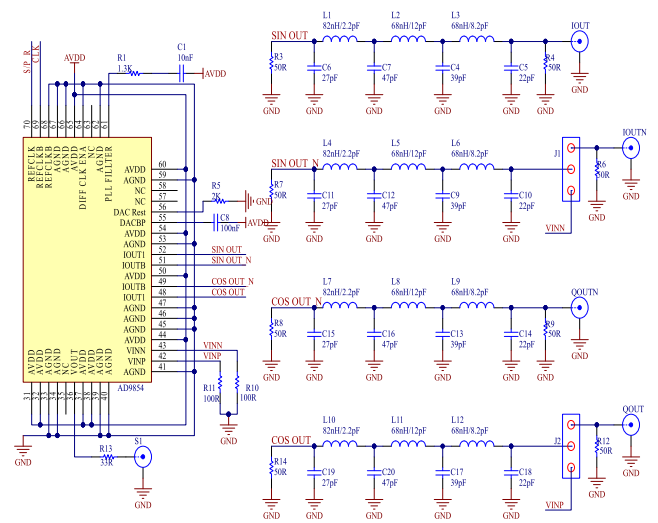 S/P_R
CLK
AVDD
R1
1.3K
C1
10nF
AVDD
70 69 68 67 66 65 64 63 62 61
REFCLK
REFCLKB
REFCLKB
AGND
AGND
AVDD
DIFF CLK ENA
NC
AGND
PLL FILTER
AVDD 60
AGND 59
NC 58
NC 57
DAC Rest 56
DACBP 55
AVDD 54
AGND 53
IOUT1 52
IOUTB 51
AVDD 50
IOUTB 49
IOUT1 48
AGND 47
AGND 46
AGND 45
AVDD 44
VINN 43
VINP 42
AGND 41
R5
2K
GND
C8
100nF
AVDD
SIN OUT
SIN OUT_N
COS OUT_N
COS OUT
VINN
VINP
AVDD
AVDD
AGND
AGND
NC
VOUT
AVDD
AVDD
AGND
AGND
31 32 33 34 35 36 37 38 39 40
AD9854
R11
100R
R10
100R
GND
GND
R13
33R
S1
GND
SIN OUT
L1
82nH/2.2pF
L2
68nH/12pF
L3
68nH/8.2pF
IOUT
R3
50R
C6
27pF
C7
47pF
C4
39pF
C5
22pF
R4
50R
GND GND GND GND GND GND GND
SIN OUT_N
L4
82nH/2.2pF
L5
68nH/12pF
L6
68nH/8.2pF
J1
IOUTN
R7
50R
C11
27pF
C12
47pF
C9
39pF
C10
22pF
R6
50R
VINN
GND GND GND GND GND GND GND
COS OUT_N
L7
82nH/2.2pF
L8
68nH/12pF
L9
68nH/8.2pF
QOUTN
R8
50R
C15
27pF
C16
47pF
C13
39pF
C14
22pF
R9
50R
GND GND GND GND GND GND GND
COS OUT
L10
82nH/2.2pF
L11
68nH/12pF
L12
68nH/8.2pF
J2
QOUT
R14
50R
C19
27pF
C20
47pF
C17
39pF
C18
22pF
R12
50R
VINP
GND GND GND GND GND GND GND